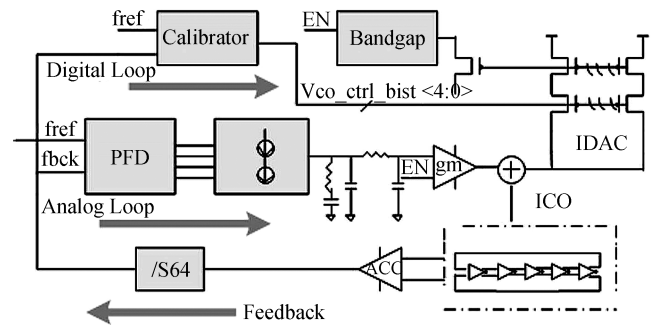 fref
Calibrator
EN
Bandgap
Digital Loop
Vco_ctrl_bist <4:0>
fref
fbck
PFD
EN
gm
IDAC
Analog Loop
ICO
/S64
ACC
Feedback